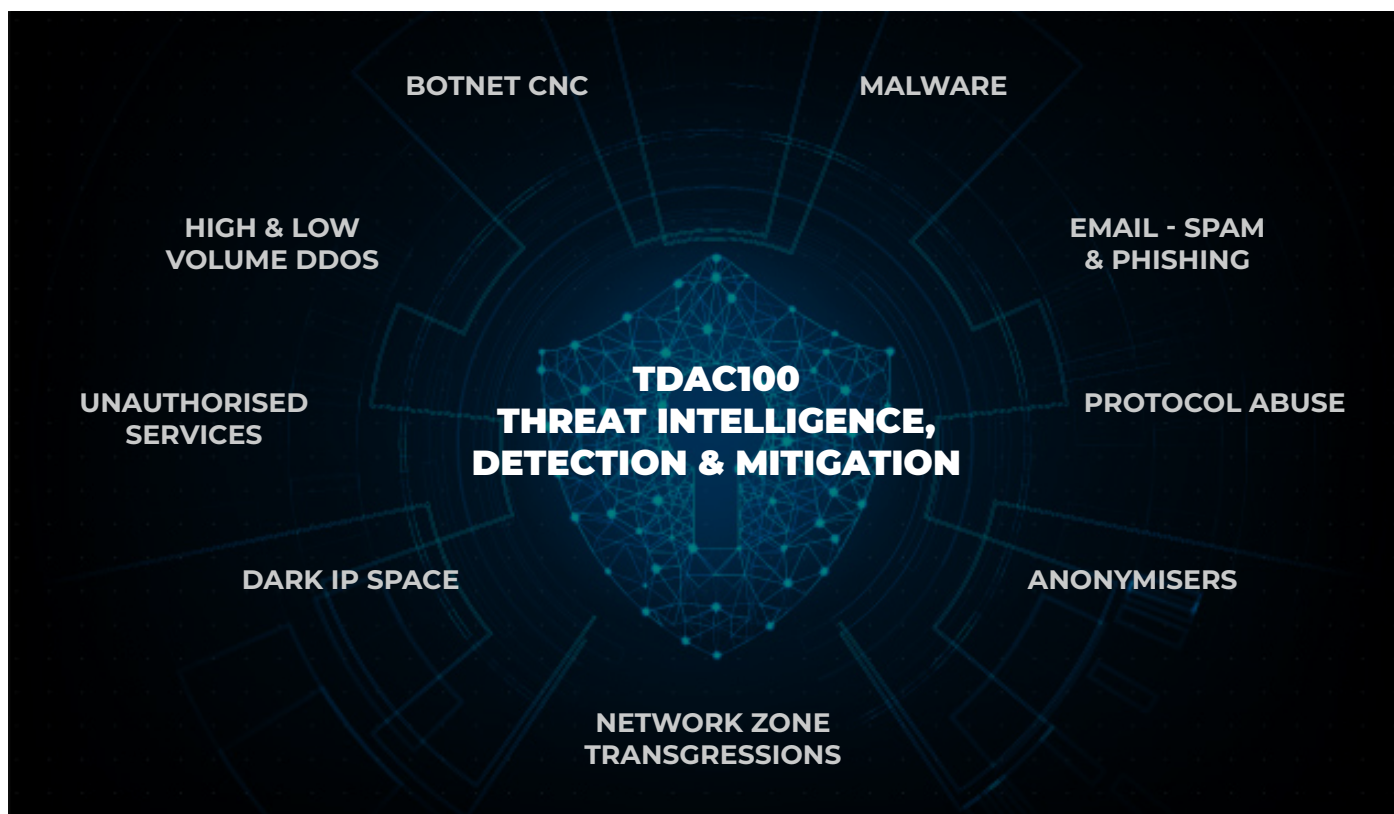 BOTNET CNC
MALWARE
HIGH & LOW
VOLUME DDOS
EMAIL - SPAM
& PHISHING
TDAC100
THREAT INTELLIGENCE,
DETECTION & MITIGATION
UNAUTHORISED
SERVICES
PROTOCOL ABUSE
DARK IP SPACE
ANONYMISERS
NETWORK ZONE
TRANSGRESSIONS